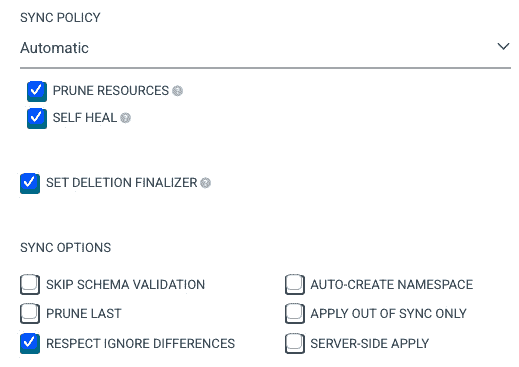 SYNC POLICY
Automatic
PRUNE RESOURCES ?
SELF HEAL ?
SET DELETION FINALIZER ?
SYNC OPTIONS
SKIP SCHEMA VALIDATION AUTO-CREATE NAMESPACE
PRUNE LAST APPLY OUT OF SYNC ONLY
RESPECT IGNORE DIFFERENCES SERVER-SIDE APPLY